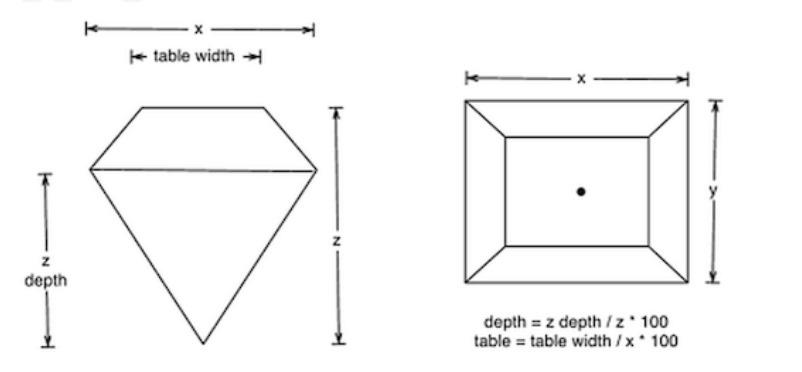 x
table width
z
depth
z
x
y
depth = z depth / z * 100
table = table width / x * 100